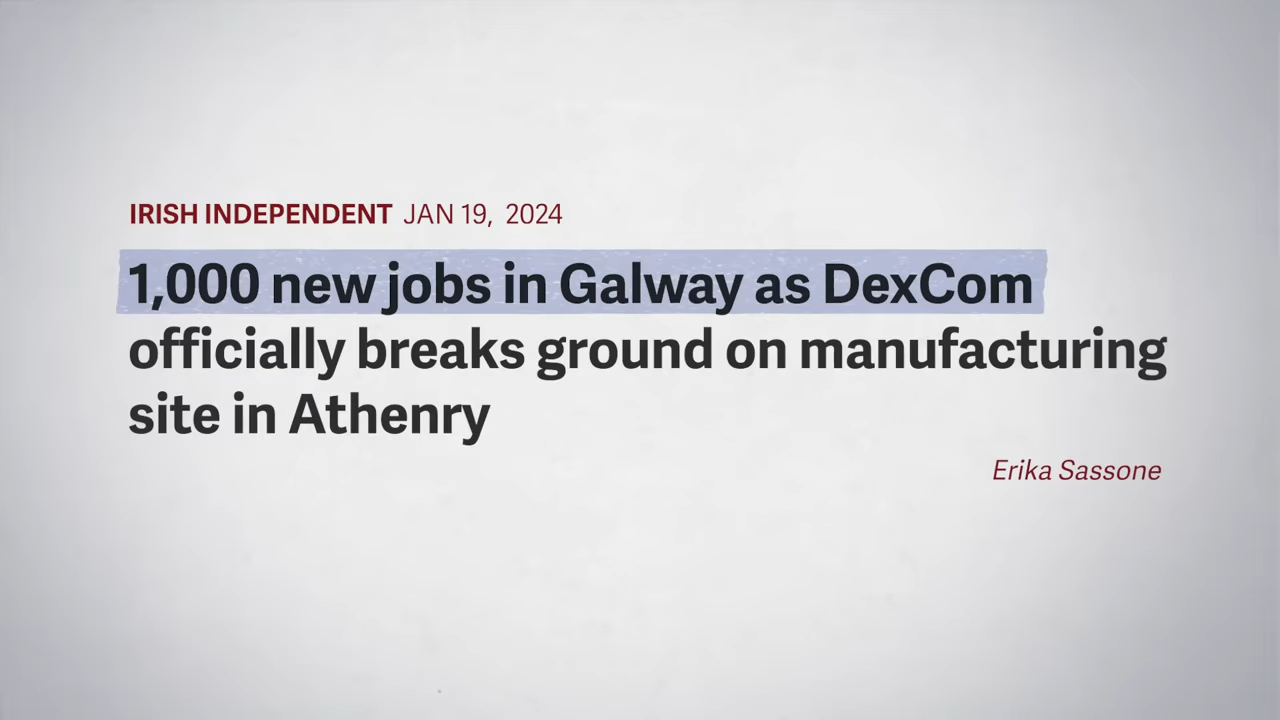 IRISH INDEPENDENT JAN 19, 2024
1,000 new jobs in Galway as DexCom
officially breaks ground on manufacturing
site in Athenry
Erika Sassone